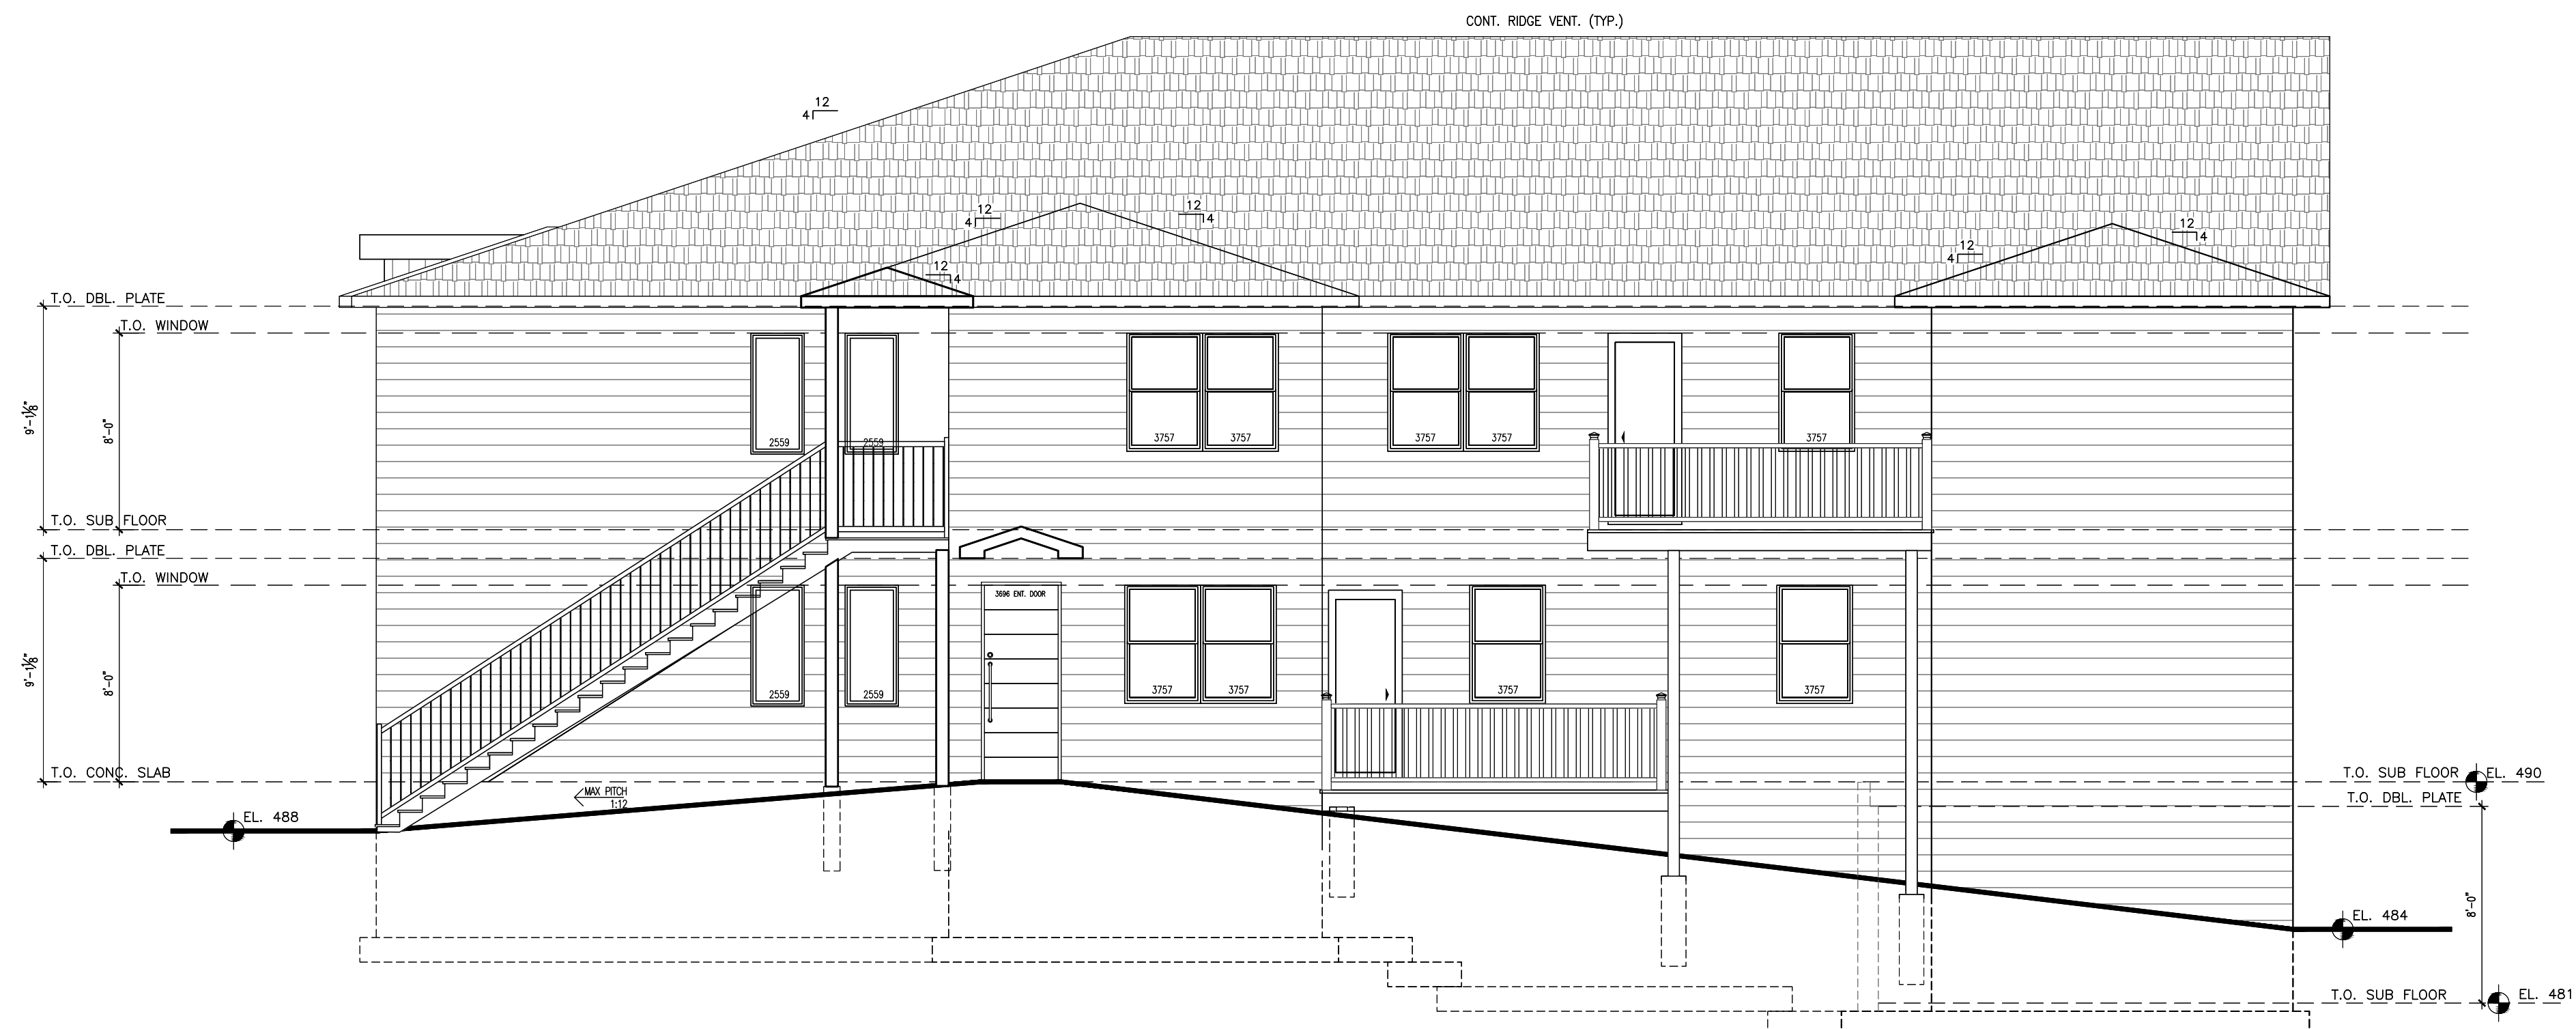 CONT. RIDGE VENT. (TYP.)
12
4
12
4
12
4
12
4
12
4
12
4
T.O. DBL. PLATE
T.O. WINDOW
9'-1⅛"
8'-0"
2559
2559
3757
3757
3757
3757
3757
T.O. SUB FLOOR
T.O. DBL. PLATE
T.O. WINDOW
3696 ENT. DOOR
9'-1⅛"
8'-0"
2559
2559
3757
3757
3757
3757
T.O. CONC. SLAB
T.O. SUB FLOOR
EL. 490
MAX PITCH
1:12
T.O. DBL. PLATE
EL. 488
8'-0"
EL. 484
T.O. SUB FLOOR
EL. 481